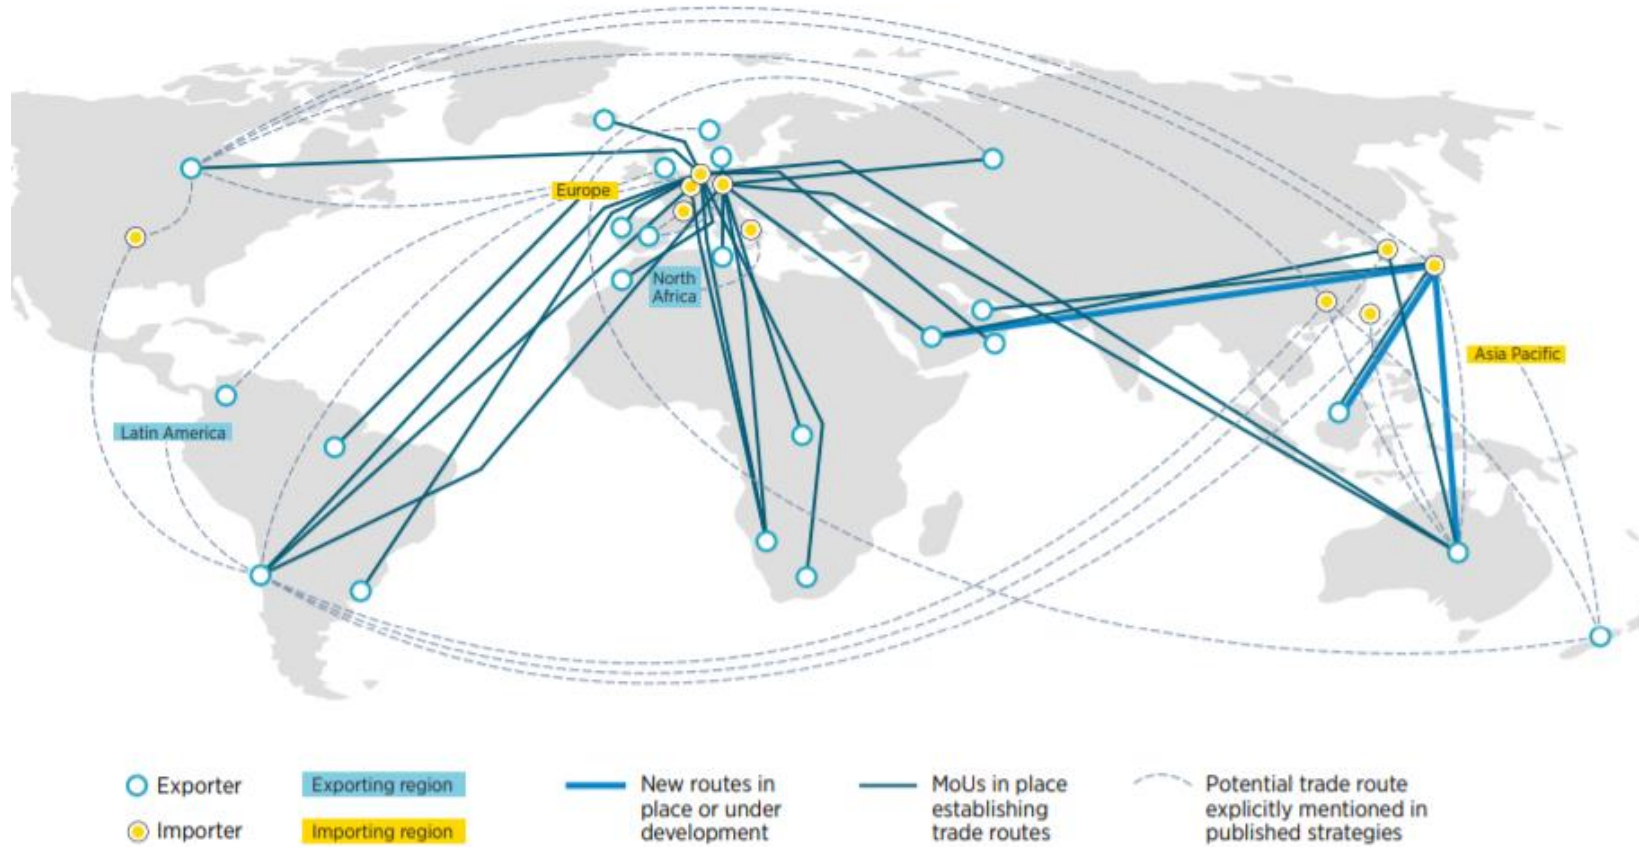 Europe
North
Africa
Asia Pacific
Latin America
Exporter
Importer
Exporting region
Importing region
New routes in
place or under
development
MoUs in place
establishing
trade routes
Potential trade route
explicitly mentioned in
published strategies